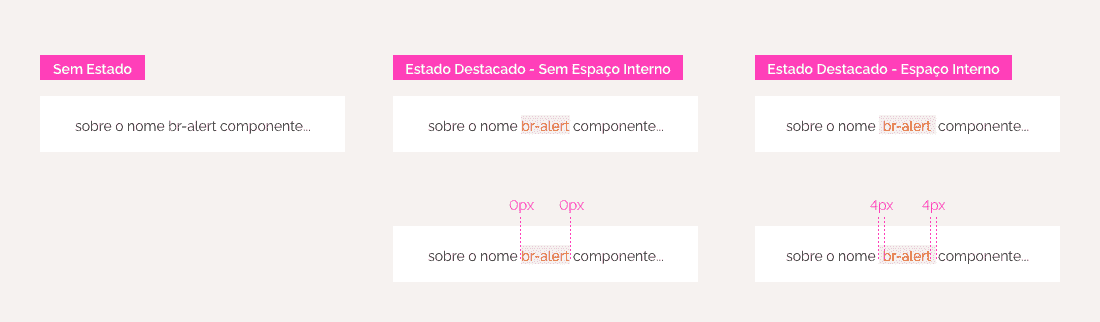 Sem Estado
sobre o nome br-alert componente...
Estado Destacado - Sem Espaço Interno
sobre o nome br-alert componente...
0px 0px
sobre o nome br-alert componente...
Estado Destacado - Espaço Interno
sobre o nome br-alert componente...
4px 4px
sobre o nome br-alert componente...